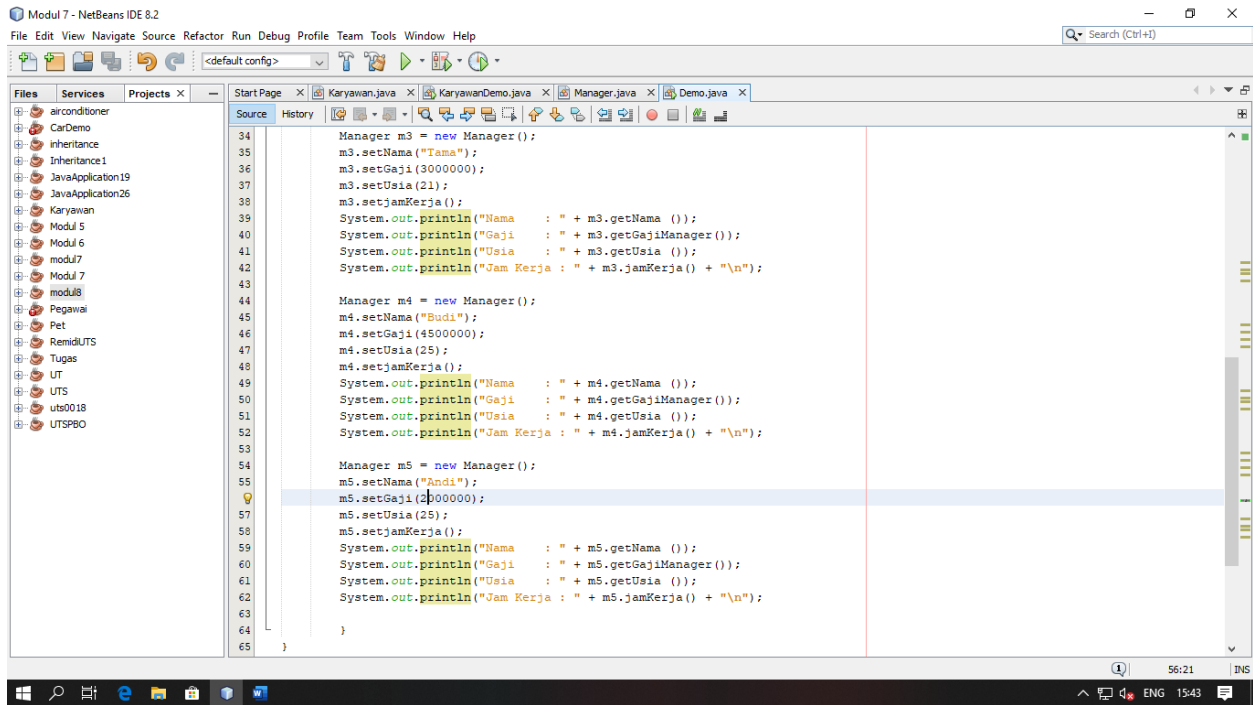 Modul 7 - NetBeans IDE 8.2
File Edit View Navigate Source Refactor Run Debug Profile Team Tools Window Help
Search (Ctrl+I)
<default config>
Files Services Projects
Start Page Karyawan.java KaryawanDemo.java Manager.java Demo.java
Source History
airconditioner
CarDemo
inheritance
Inheritance1
JavaApplication19
JavaApplication26
Karyawan
Modul 5
Modul 6
modul7
Modul 7
modul8
Pegawai
Pet
RemidiUTS
Tugas
UT
UTS
uts0018
UTSPBO
34 Manager m3 = new Manager();
35 m3.setNama("Tama");
36 m3.setGaji(3000000);
37 m3.setUsia(21);
38 m3.setjamKerja();
39 System.out.println("Nama    : " + m3.getNama ());
40 System.out.println("Gaji    : " + m3.getGajiManager());
41 System.out.println("Usia    : " + m3.getUsia ());
42 System.out.println("Jam Kerja : " + m3.jamKerja() + "\n");
43
44 Manager m4 = new Manager();
45 m4.setNama("Budi");
46 m4.setGaji(4500000);
47 m4.setUsia(25);
48 m4.setjamKerja();
49 System.out.println("Nama    : " + m4.getNama ());
50 System.out.println("Gaji    : " + m4.getGajiManager());
51 System.out.println("Usia    : " + m4.getUsia ());
52 System.out.println("Jam Kerja : " + m4.jamKerja() + "\n");
53
54 Manager m5 = new Manager();
55 m5.setNama("Andi");
m5.setGaji(2000000);
57 m5.setUsia(25);
58 m5.setjamKerja();
59 System.out.println("Nama    : " + m5.getNama ());
60 System.out.println("Gaji    : " + m5.getGajiManager());
61 System.out.println("Usia    : " + m5.getUsia ());
62 System.out.println("Jam Kerja : " + m5.jamKerja() + "\n");
63
64 }
65 }
1 56:21 INS
ENG 15:43